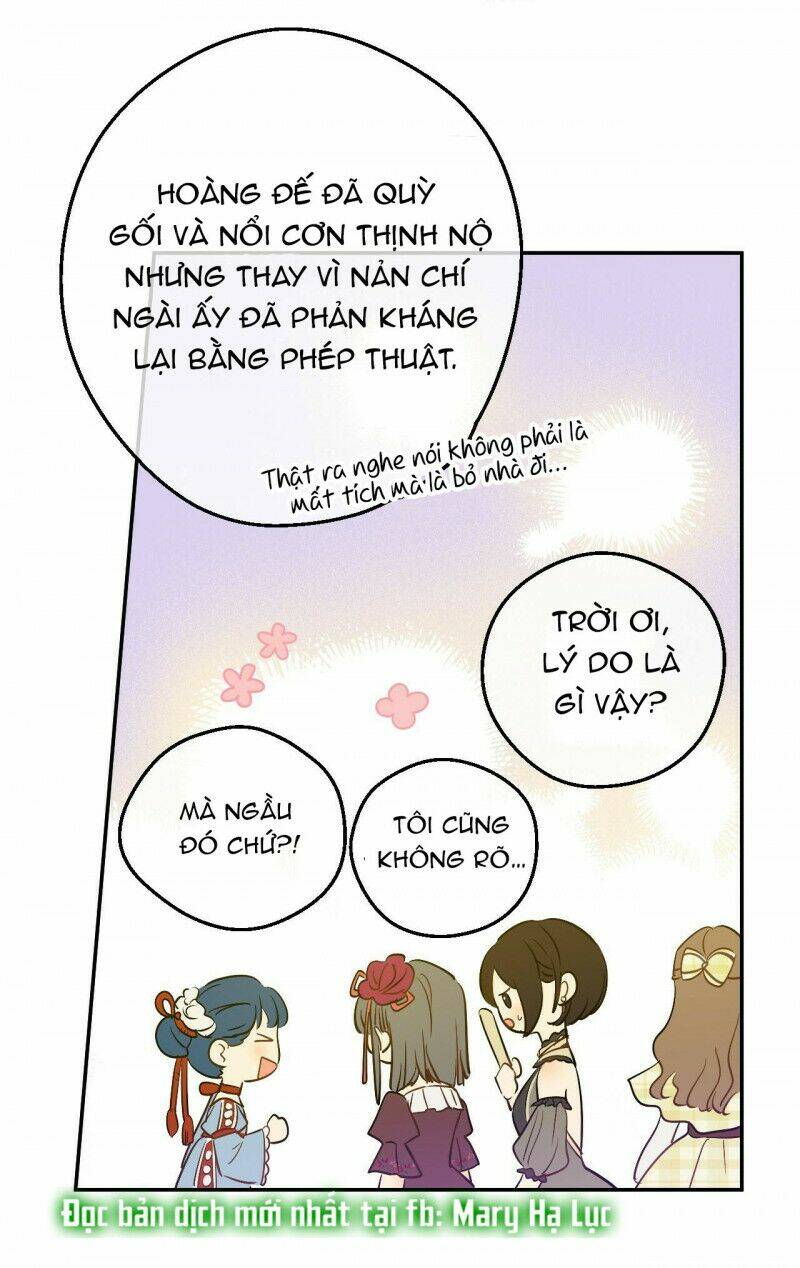 HOÀNG ĐẾ ĐÃ QUỲ
GỐI VÀ NỔI CƠN THỊNH NỘ
NHƯNG THAY VÌ NẢN CHÍ
NGÀI ẤY ĐÃ PHẢN KHÁNG
LẠI BẰNG PHÉP THUẬT.
Thật ra nghe nói không phải là
mất tích mà là bỏ nhà đi...
TRỜI ƠI,
LÝ DO LÀ
GÌ VẬY?
MÀ NGẦU
ĐÓ CHỨ?!
TÔI CŨNG
KHÔNG RÕ...
Đọc bản dịch mới nhất tại fb: Mary Hạ Lục